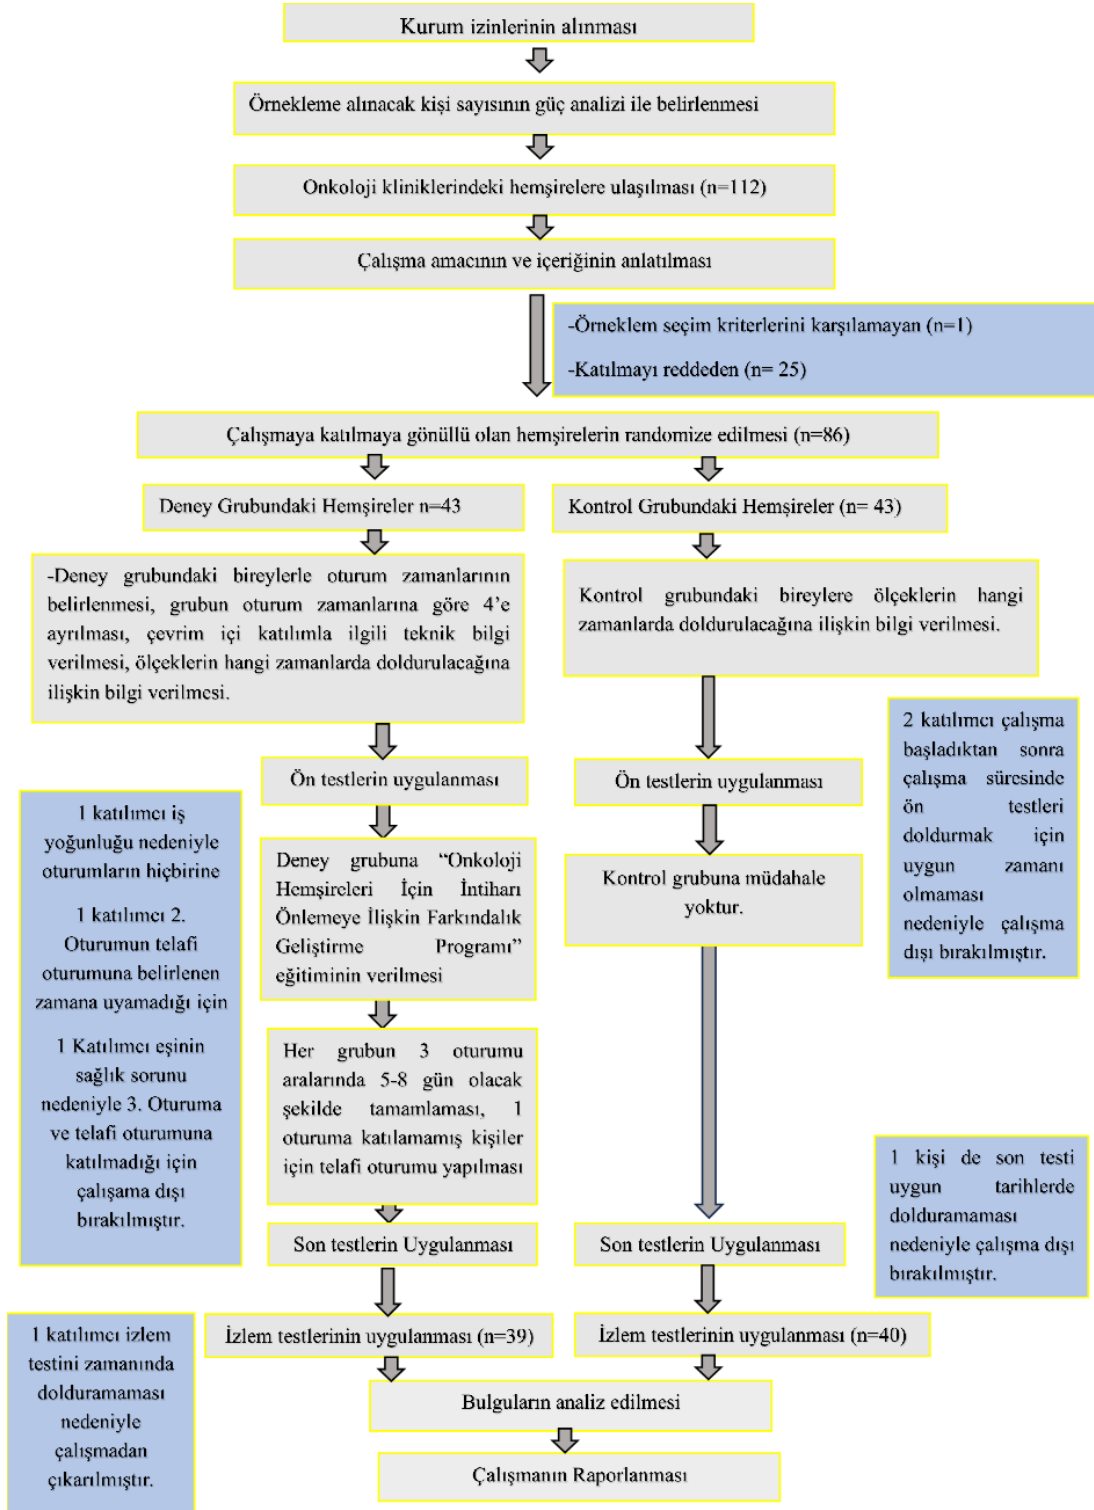 Kurum izinlerinin alınması
Örnekleme alınacak kişi sayısının güç analizi ile belirlenmesi
Onkoloji kliniklerindeki hemşirelere ulaşılması (n=112)
Çalışma amacının ve içeriğinin anlatılması
-Örneklem seçim kriterlerini karşılamayan (n=1)
-Katılmayı reddeden (n= 25)
Çalışmaya katılmaya gönüllü olan hemşirelerin randomize edilmesi (n=86)
Deney Grubundaki Hemşireler n=43
Kontrol Grubundaki Hemşireler (n= 43)
-Deney grubundaki bireylerle oturum zamanlarının
belirlenmesi, grubun oturum zamanlarına göre 4’e
ayrılması, çevrim içi katılımla ilgili teknik bilgi
verilmesi, ölçeklerin hangi zamanlarda doldurulacağına
ilişkin bilgi verilmesi.
Kontrol grubundaki bireylere ölçeklerin hangi
zamanlarda doldurulacağına ilişkin bilgi verilmesi.
2 katılımcı çalışma
başladıktan sonra
çalışma süresinde
ön testleri
doldurmak için
uygun zamanı
olmaması
nedeniyle çalışma
dışı bırakılmıştır.
Ön testlerin uygulanması
Ön testlerin uygulanması
1 katılımcı iş
yoğunluğu nedeniyle
oturumların hiçbirine
1 katılımcı 2.
Oturumun telafi
oturumuna belirlenen
zamana uyamadığı için
1 Katılımcı eşinin
sağlık sorunu
nedeniyle 3. Oturuma
ve telafi oturumuna
katılmadığı için
çalışama dışı
bırakılmıştır.
Deney grubuna “Onkoloji
Hemşireleri İçin İntiharı
Önlemeye İlişkin Farkındalık
Geliştirme Programı”
eğitiminin verilmesi
Kontrol grubuna müdahale
yoktur.
Her grubun 3 oturumu
aralarında 5-8 gün olacak
şekilde tamamlaması, 1
oturuma katılamamış kişiler
için telafi oturumu yapılması
1 kişi de son testi
uygun tarihlerde
dolduramaması
nedeniyle çalışma dışı
bırakılmıştır.
Son testlerin Uygulanması
Son testlerin Uygulanması
1 katılımcı izlem
testini zamanında
dolduramaması
nedeniyle
çalışmadan
çıkarılmıştır.
İzlem testlerinin uygulanması (n=39)
İzlem testlerinin uygulanması (n=40)
Bulguların analiz edilmesi
Çalışmanın Raporlanması